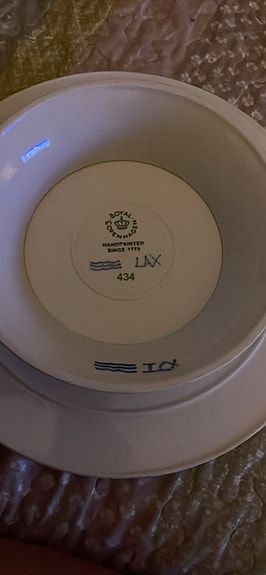 ROYAL
COPENHAGEN
HANDPAINTED
SINCE 1775
LAX
434